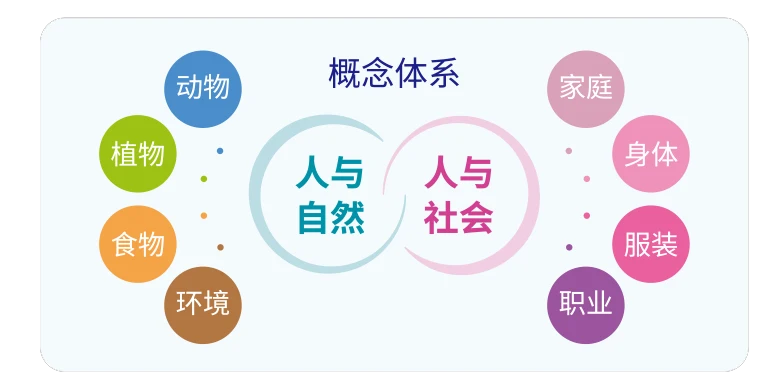 概念体系
动物
植物
食物
环境
人与
自然
人与
社会
家庭
身体
服装
职业